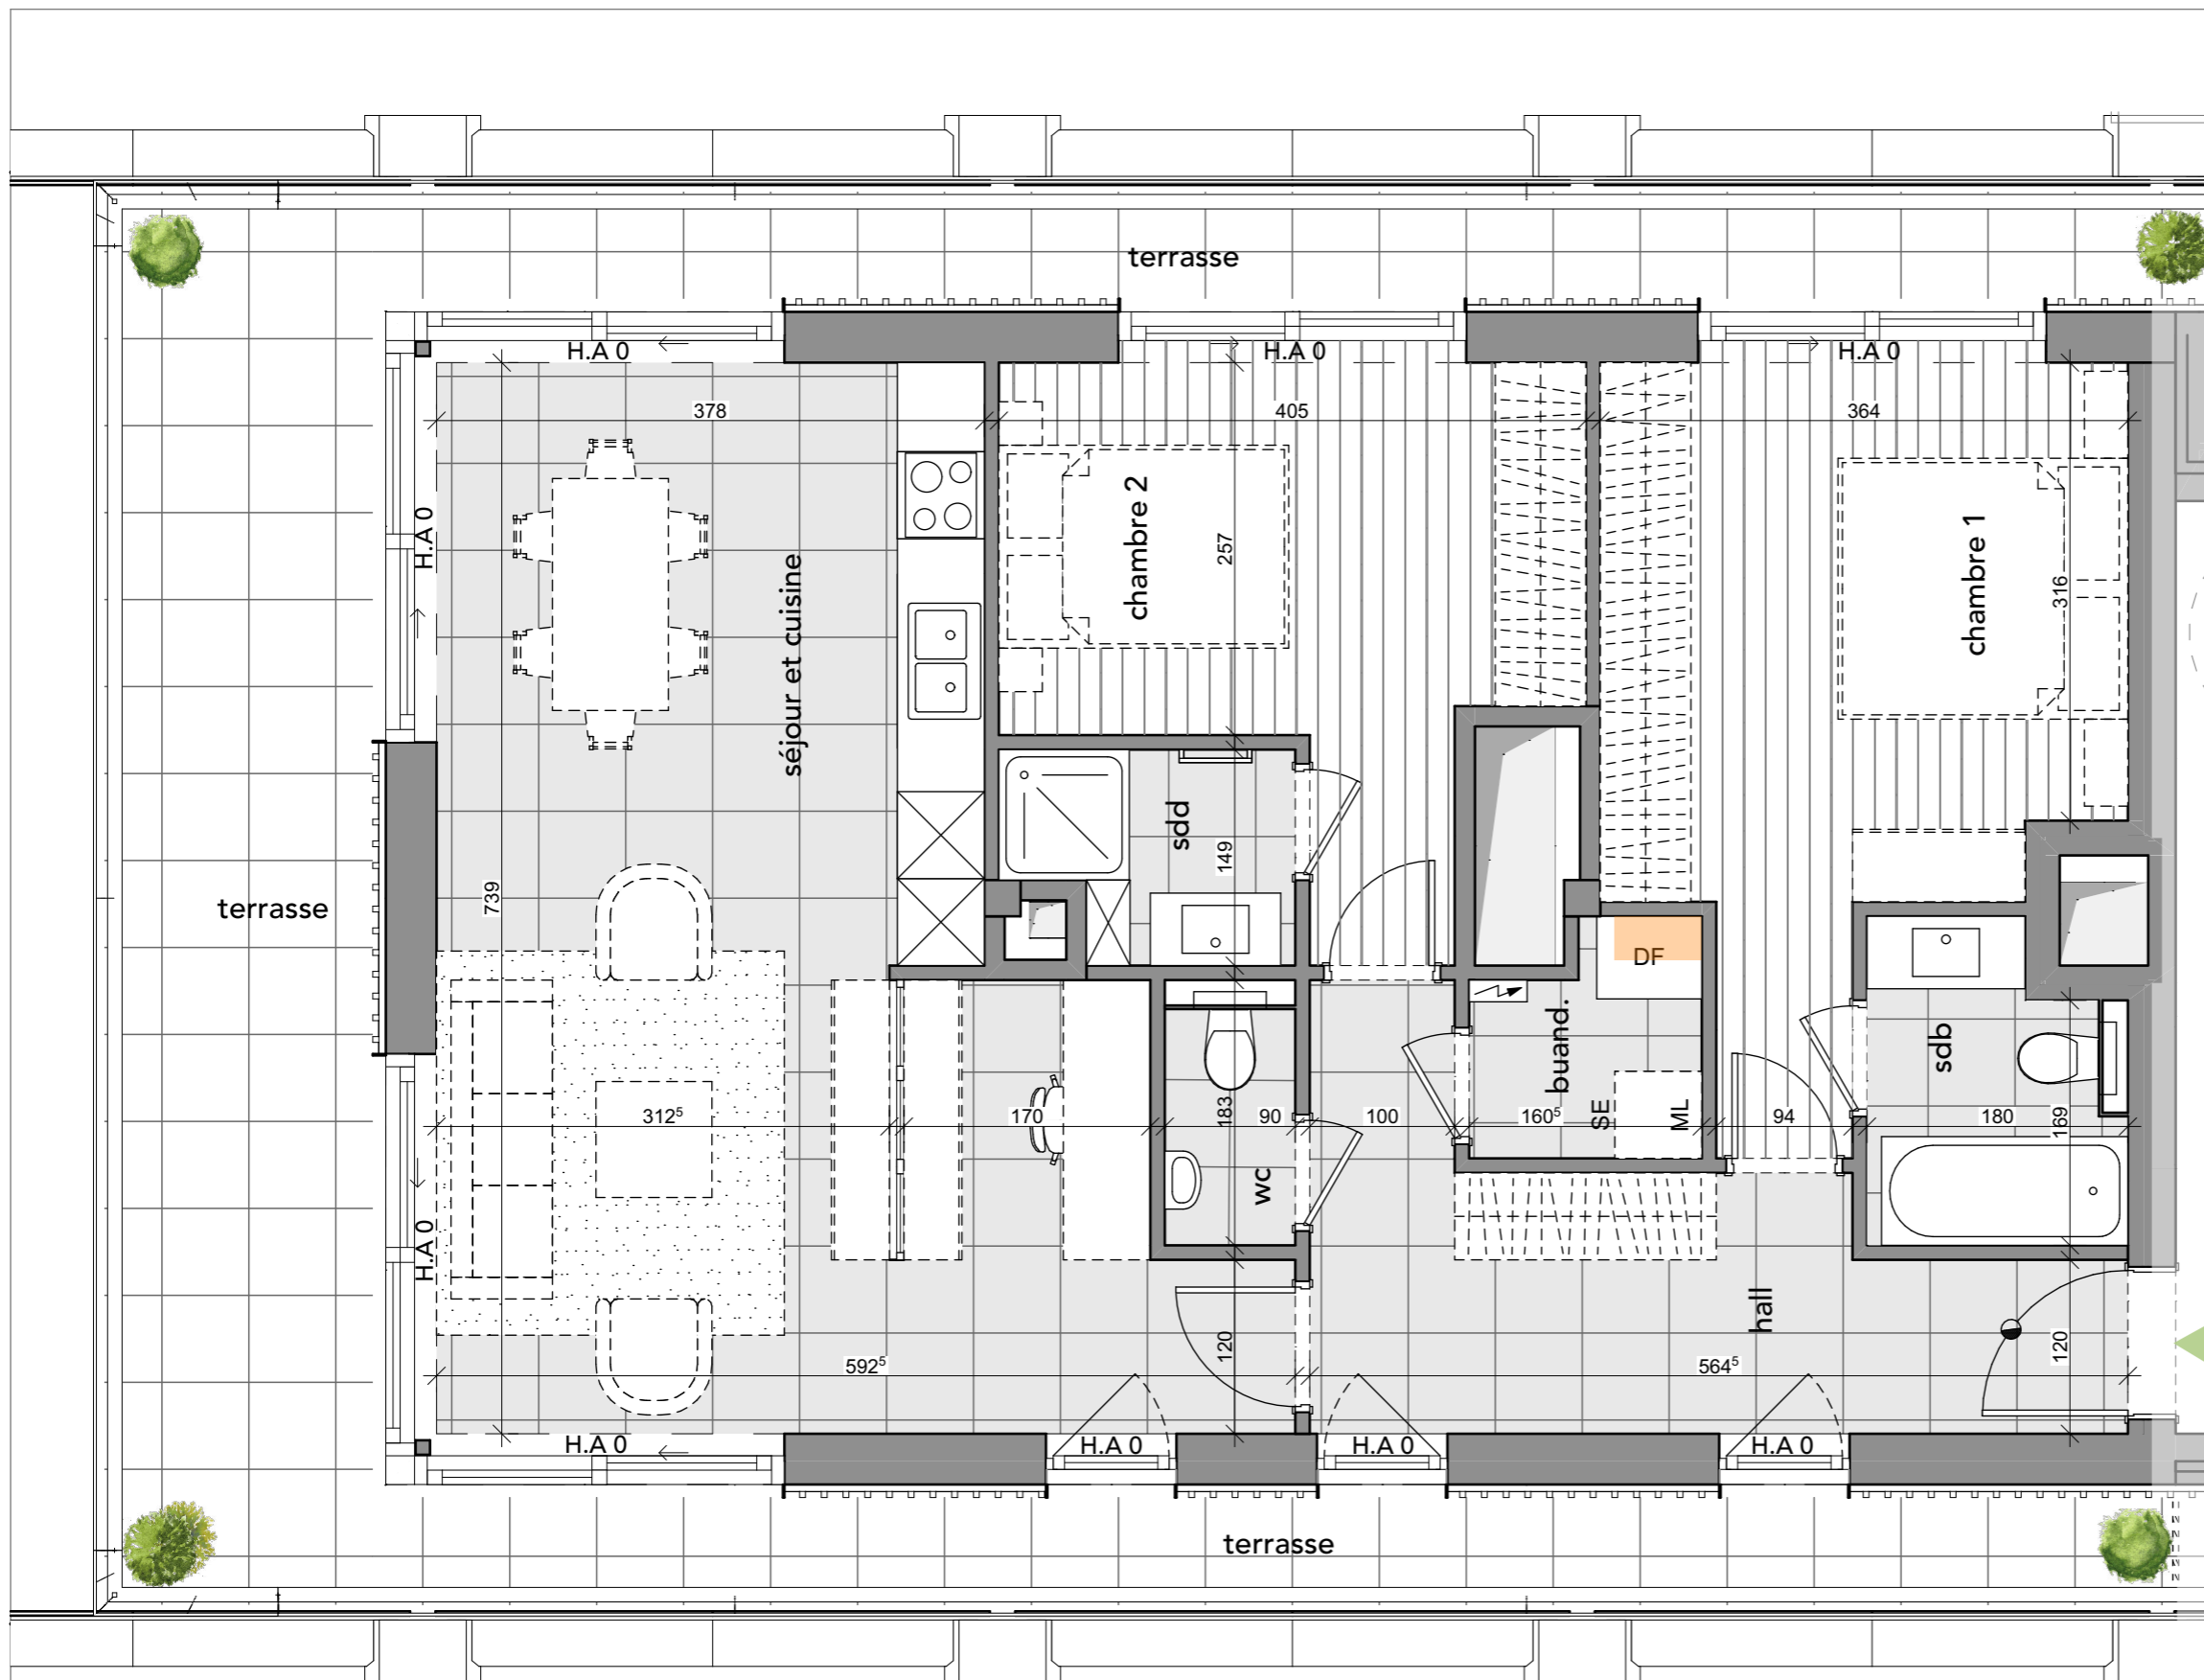 terrasse
H.A 0
H.A 0
H.A 0
378
405
364
H.A 0
séjour et cuisine
chambre 2
257
chambre 1
316
terrasse
739
sdd
149
DF
buand.
sdb
312⁵
170
183
90
100
160⁵
SE
ML
94
180
169
wc
H.A 0
hall
120
120
592⁵
564⁵
H.A 0
H.A 0
H.A 0
H.A 0
terrasse